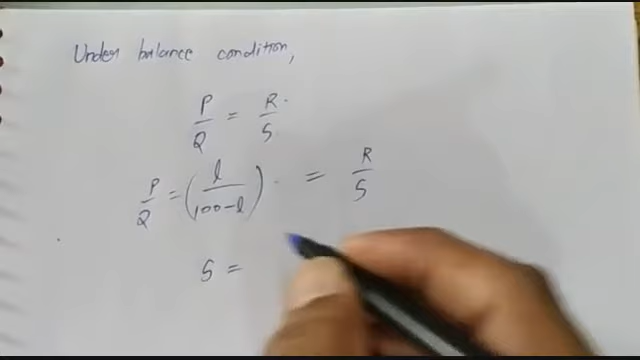 Under balance condition,
P/Q = R/S
P/Q = (l/100-l) = R/S
S =